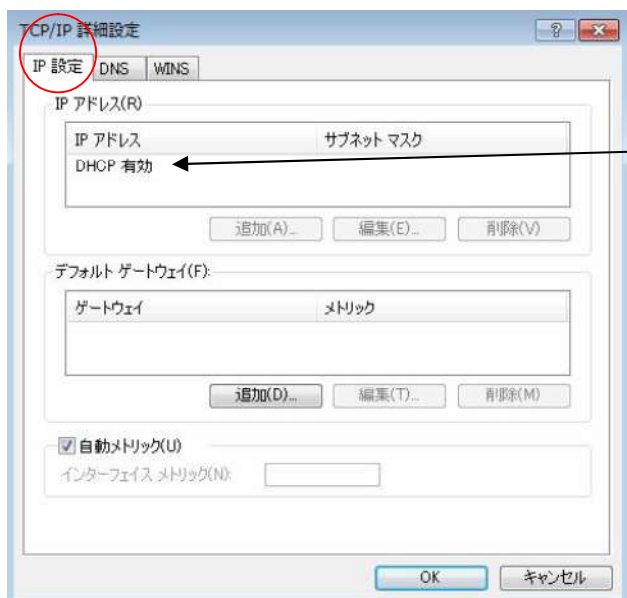 TCP/IP 詳細設定
IP 設定 DNS WINS
IP アドレス(R)
IP アドレス サブネット マスク
DHCP 有効
追加(A)... 編集(E)... 削除(V)
デフォルト ゲートウェイ(F):
ゲートウェイ メトリック
追加(D)... 編集(T)... 削除(M)
自動メトリック(U)
インターフェイス メトリック(N):
OK キャンセル